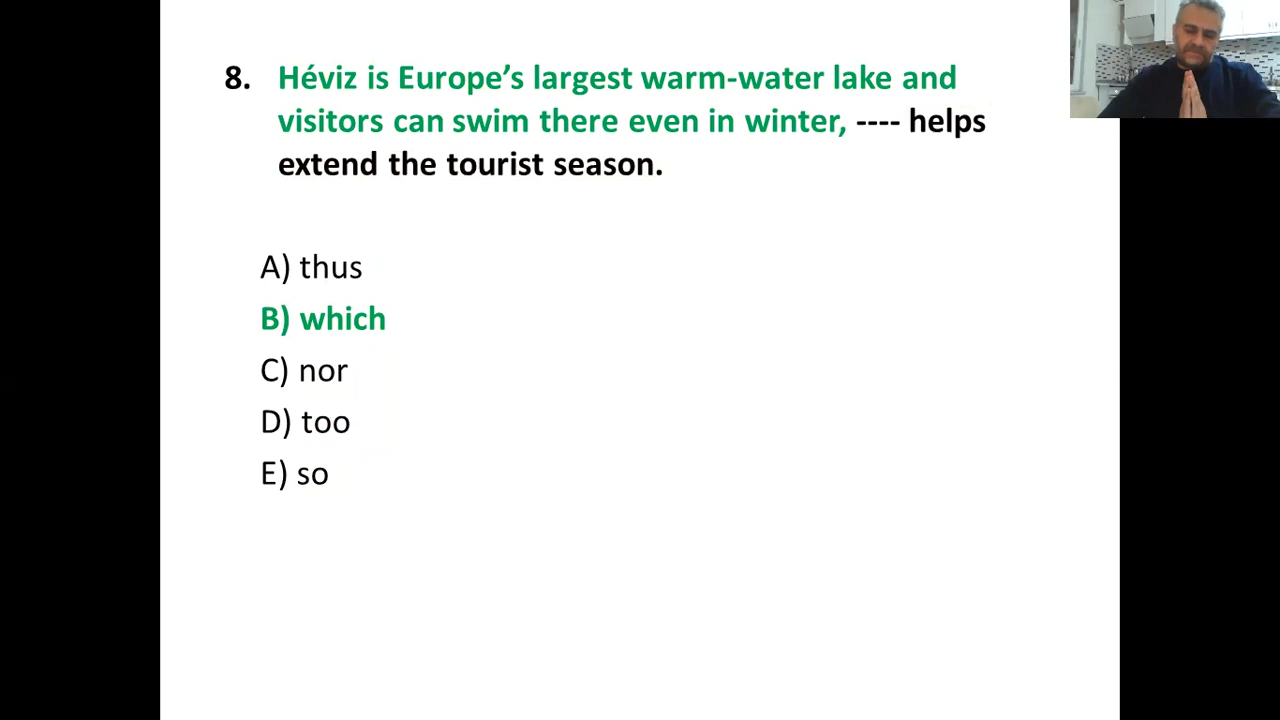 8. Héviz is Europe’s largest warm-water lake and
visitors can swim there even in winter, ---- helps
extend the tourist season.
A) thus
B) which
C) nor
D) too
E) so